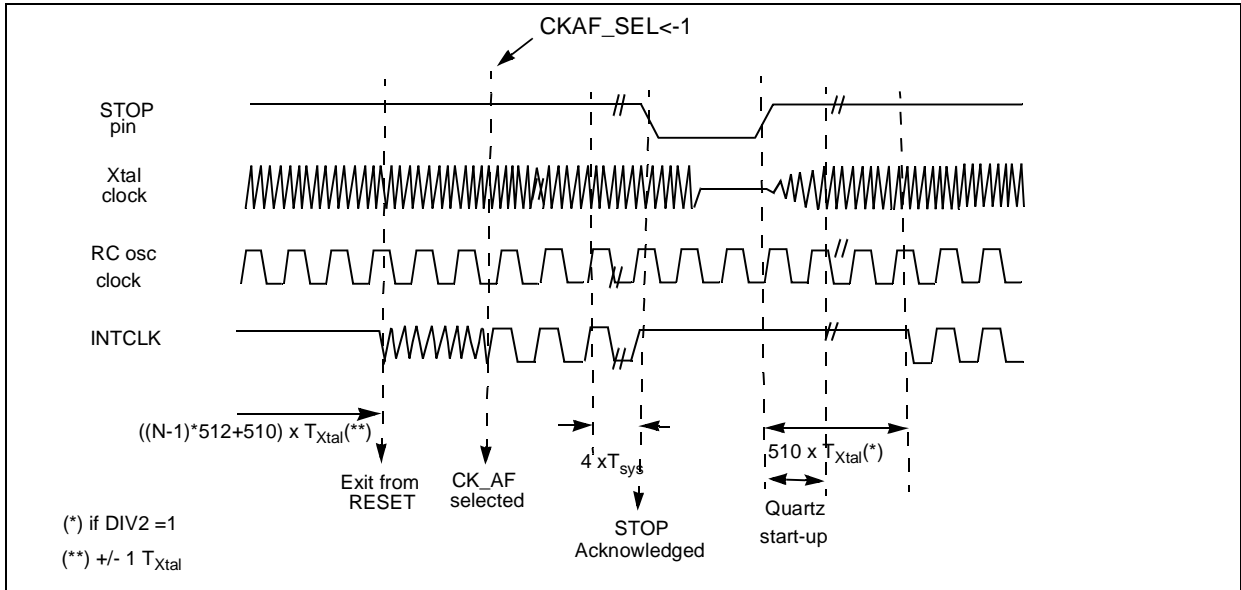 CKAF_SEL<-1
STOP
pin
Xtal
clock
RC osc
clock
INTCLK
((N-1)*512+510) x TXtal(**)
4 xTsys
510 x TXtal(*)
Exit from
RESET
CK_AF
selected
Quartz
start-up
STOP
Acknowledged
(*) if DIV2 =1
(**) +/- 1 TXtal